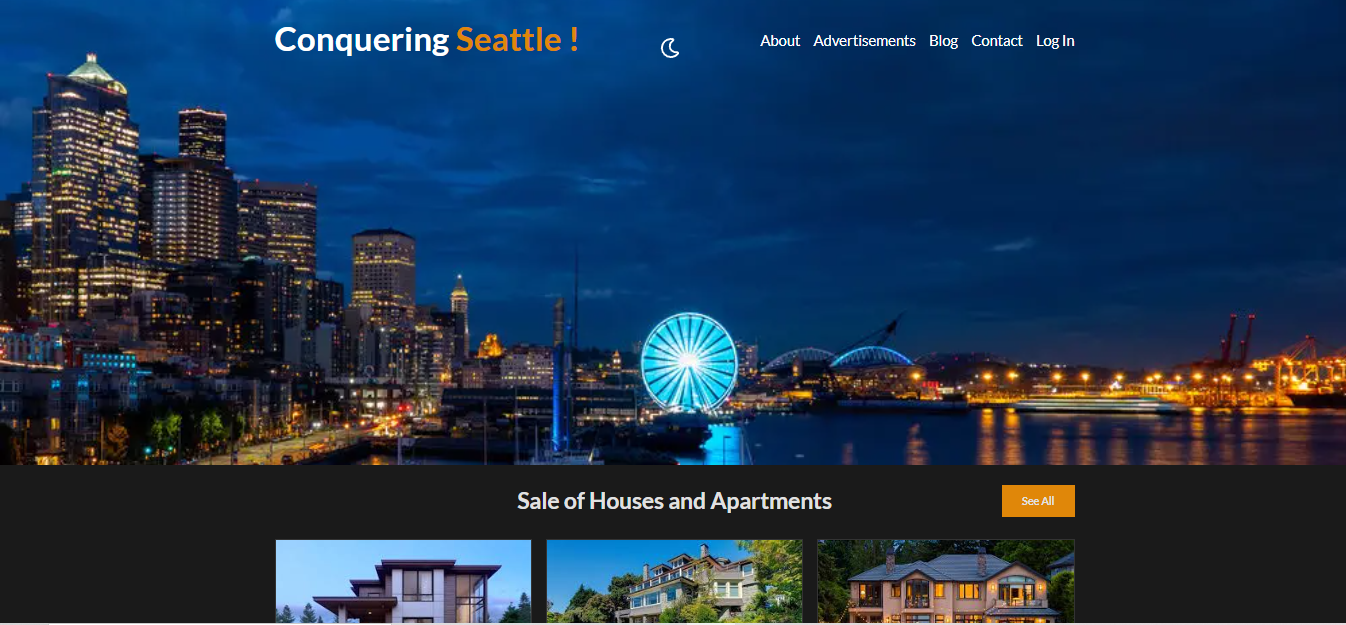 Conquering Seattle !
About Advertisements Blog Contact Log In
Sale of Houses and Apartments
See All